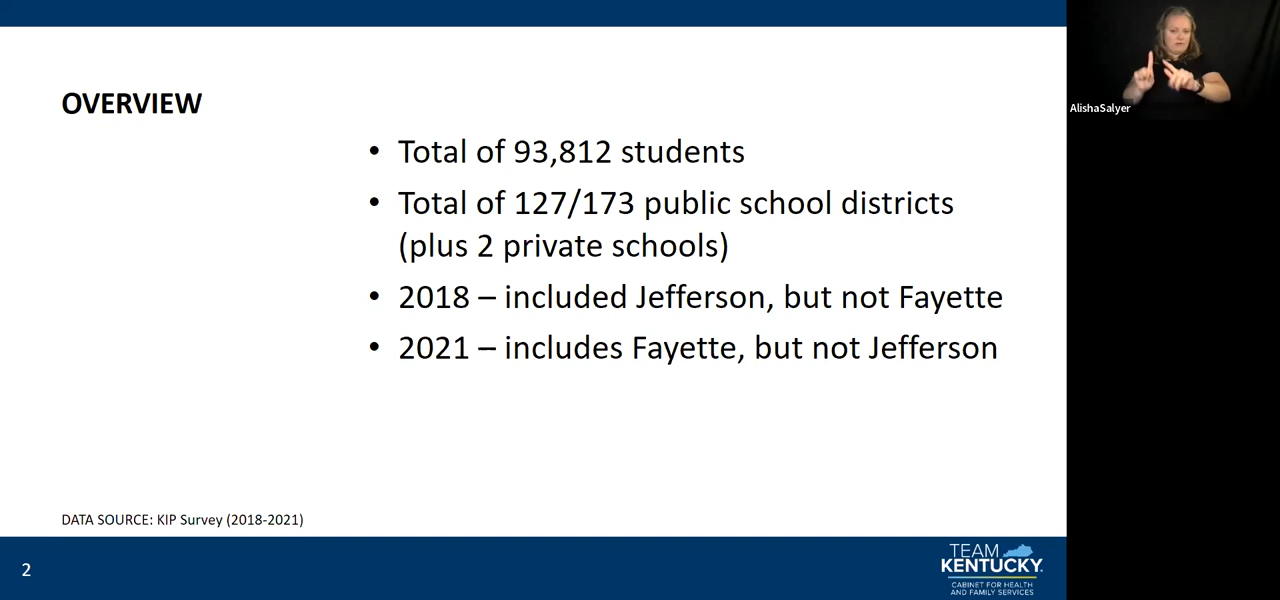 OVERVIEW
• Total of 93,812 students
• Total of 127/173 public school districts
(plus 2 private schools)
• 2018 – included Jefferson, but not Fayette
• 2021 – includes Fayette, but not Jefferson
DATA SOURCE: KIP Survey (2018-2021)
2
TEAM
KENTUCKY.
CABINET FOR HEALTH
AND FAMILY SERVICES
AlishaSalyer